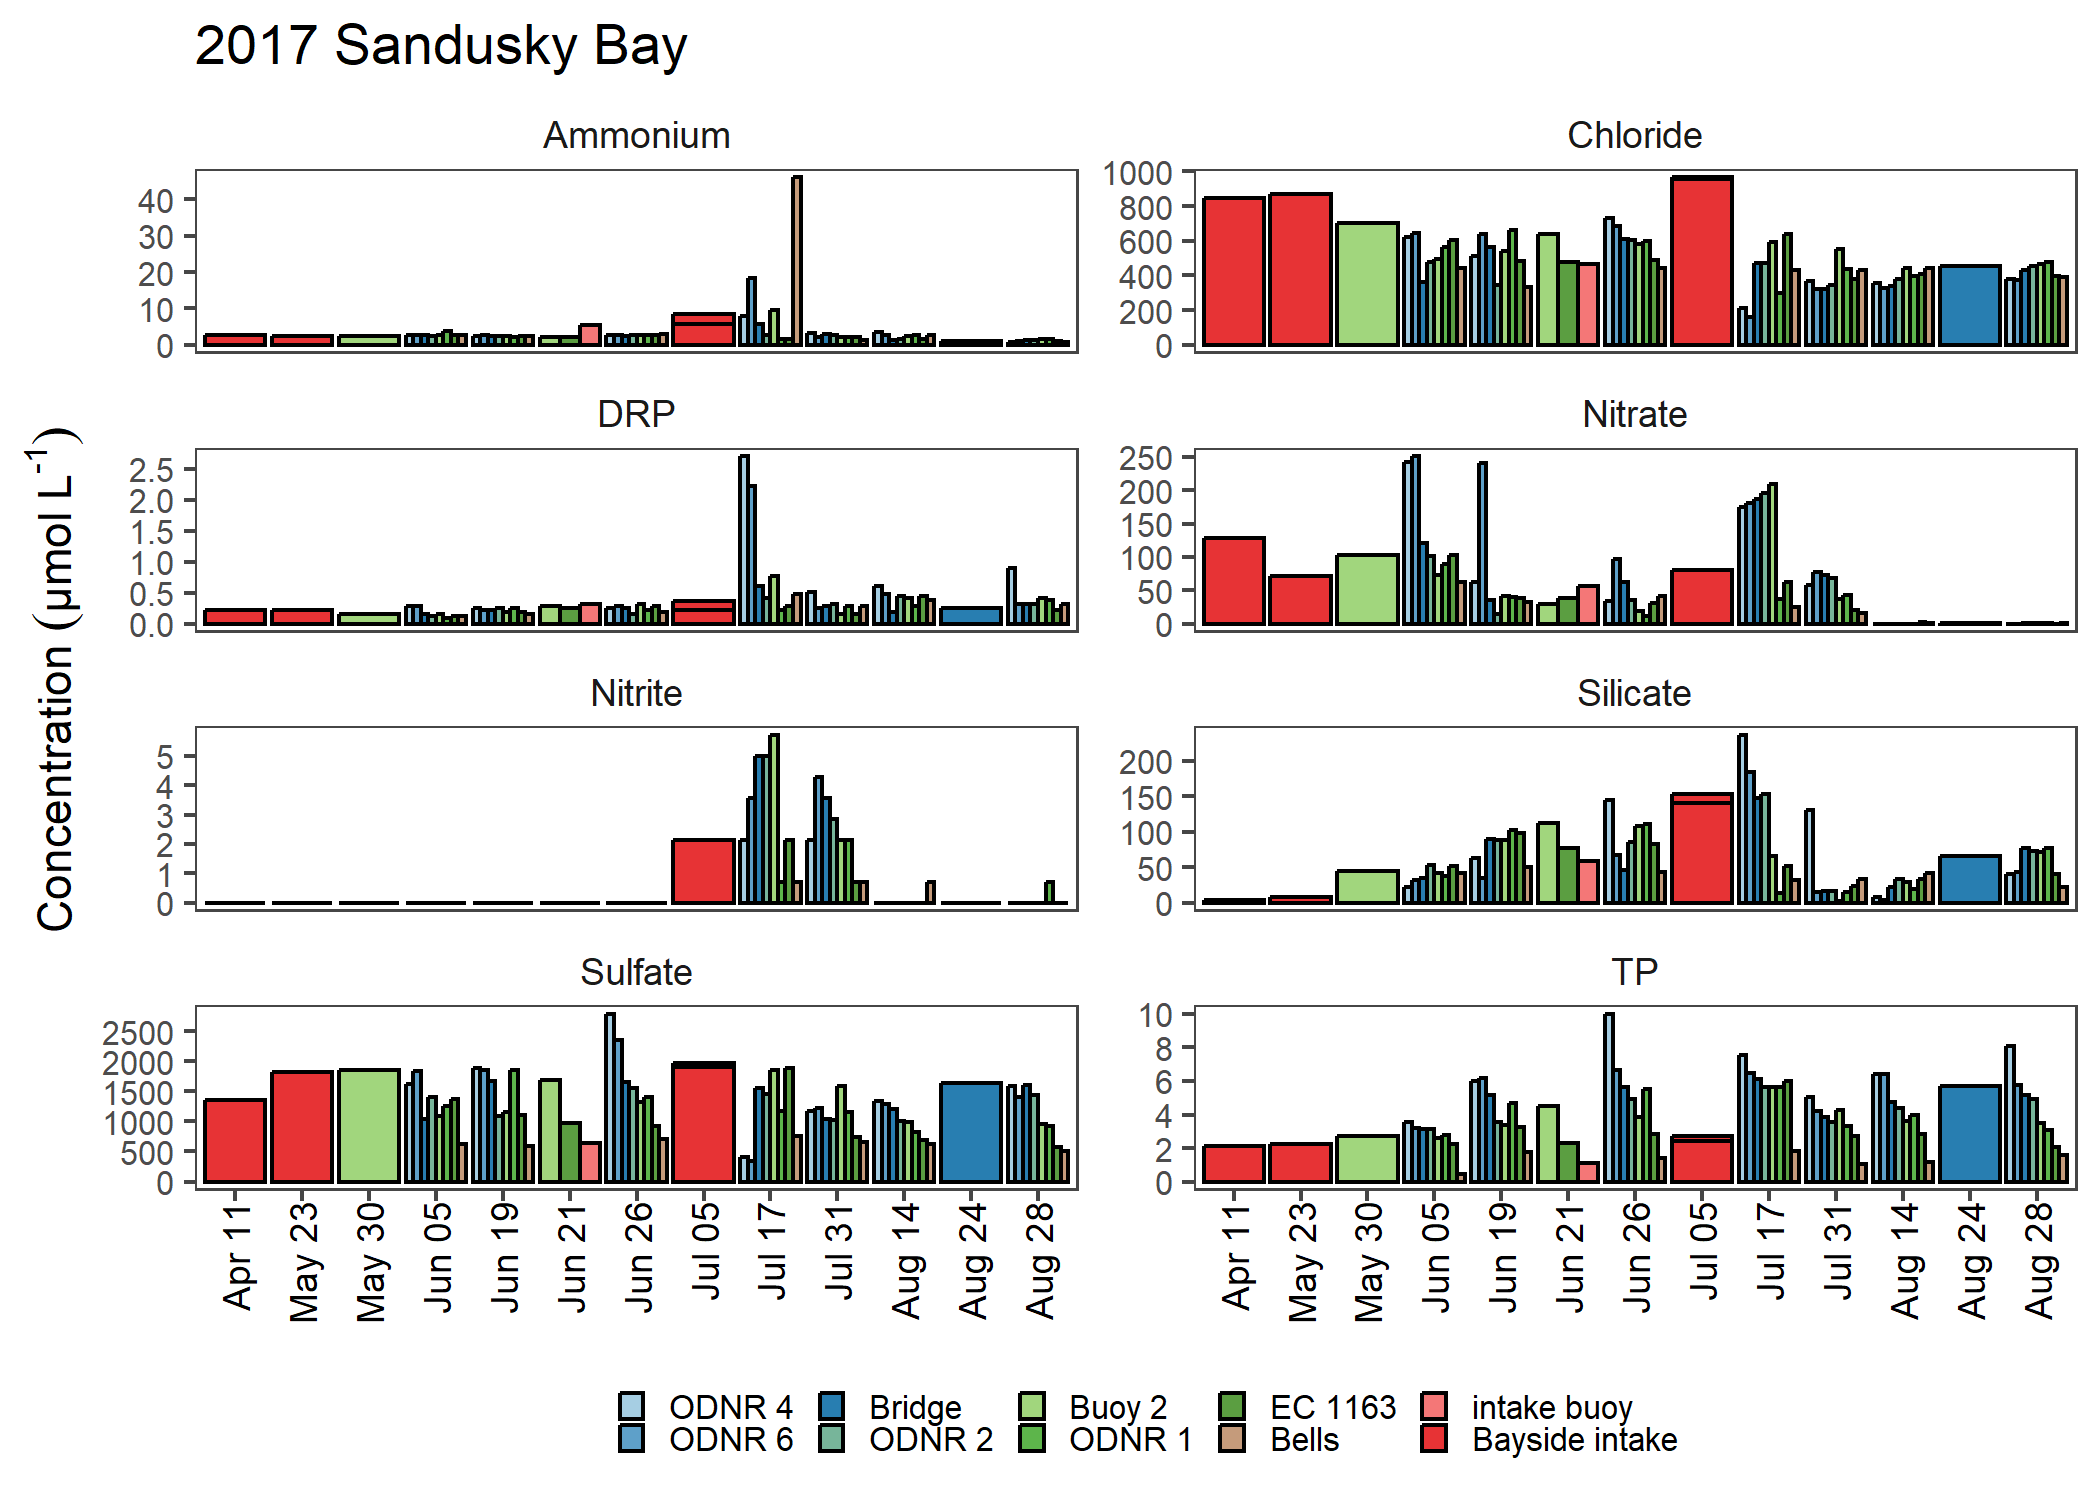 2017 Sandusky Bay
Ammonium
Chloride
40
30
20
10
0
1000
800
600
400
200
0
DRP
Nitrate
2.5
2.0
1.5
1.0
0.5
0.0
250
200
150
100
50
0
Nitrite
Silicate
5
4
3
2
1
0
200
150
100
50
0
Sulfate
TP
2500
2000
1500
1000
500
0
10
8
6
4
2
0
Concentration (µmol L-1)
Apr 11
May 23
May 30
Jun 05
Jun 19
Jun 21
Jun 26
Jul 05
Jul 17
Jul 31
Aug 14
Aug 24
Aug 28
Apr 11
May 23
May 30
Jun 05
Jun 19
Jun 21
Jun 26
Jul 05
Jul 17
Jul 31
Aug 14
Aug 24
Aug 28
ODNR 4 Bridge Buoy 2 EC 1163 intake buoy
ODNR 6 ODNR 2 ODNR 1 Bells Bayside intake